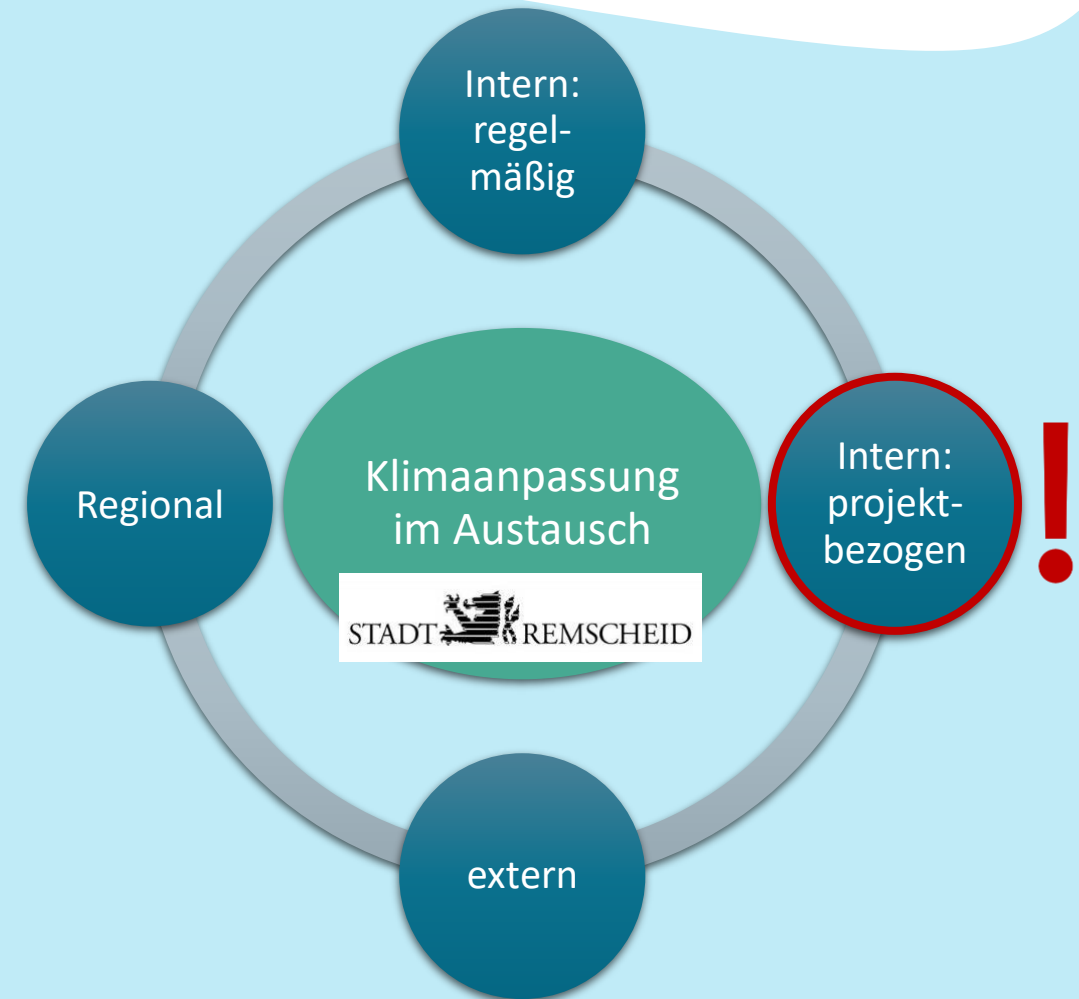 Intern:
regel-
mäßig
Regional
Klimaanpassung
im Austausch
STADT REMSCHEID
Intern:
projekt-
bezogen
!
extern